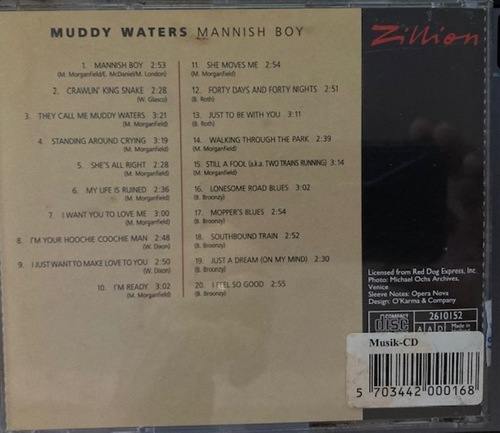 MUDDY WATERS MANNISH BOY
Zillion
1. MANNISH BOY 2:53
(M. Morganfield/E. McDaniel/M. London)
2. CRAWLIN' KING SNAKE 2:28
(W. Glasco)
3. THEY CALL ME MUDDY WATERS 3:21
(M. Morganfield)
4. STANDING AROUND CRYING 3:19
(M. Morganfield)
5. SHE'S ALL RIGHT 2:28
(M. Morganfield)
6. MY LIFE IS RUINED 2:36
(M. Morganfield)
7. I WANT YOU TO LOVE ME 3:00
(M. Morganfield)
8. I'M YOUR HOOCHIE COOCHIE MAN 2:48
(W. Dixon)
9. I JUST WANT TO MAKE LOVE TO YOU 2:50
(W. Dixon)
10. I'M READY 3:02
(M. Morganfield)
11. SHE MOVES ME 2:54
(M. Morganfield)
12. FORTY DAYS AND FORTY NIGHTS 2:51
(B. Roth)
13. JUST TO BE WITH YOU 3:11
(B. Roth)
14. WALKING THROUGH THE PARK 2:39
(M. Morganfield)
15. STILL A FOOL (a.k.a. TWO TRAINS RUNNING) 3:14
(M. Morganfield)
16. LONESOME ROAD BLUES 3:02
(B. Broonzy)
17. MOPPER'S BLUES 2:54
(B. Broonzy)
18. SOUTHBOUND TRAIN 2:52
(B. Broonzy)
19. JUST A DREAM (ON MY MIND) 2:30
(B. Broonzy)
20. I FEEL SO GOOD 2:55
(B. Broonzy)
Licensed from Red Dog Express, Inc.
Photo: Michael Ochs Archives,
Venice
Sleeve Notes: Opera Nova
Design: O'Karma & Company
COMPACT
disc
2610152
A A D
Made in
Musik-CD
5 703442 000168